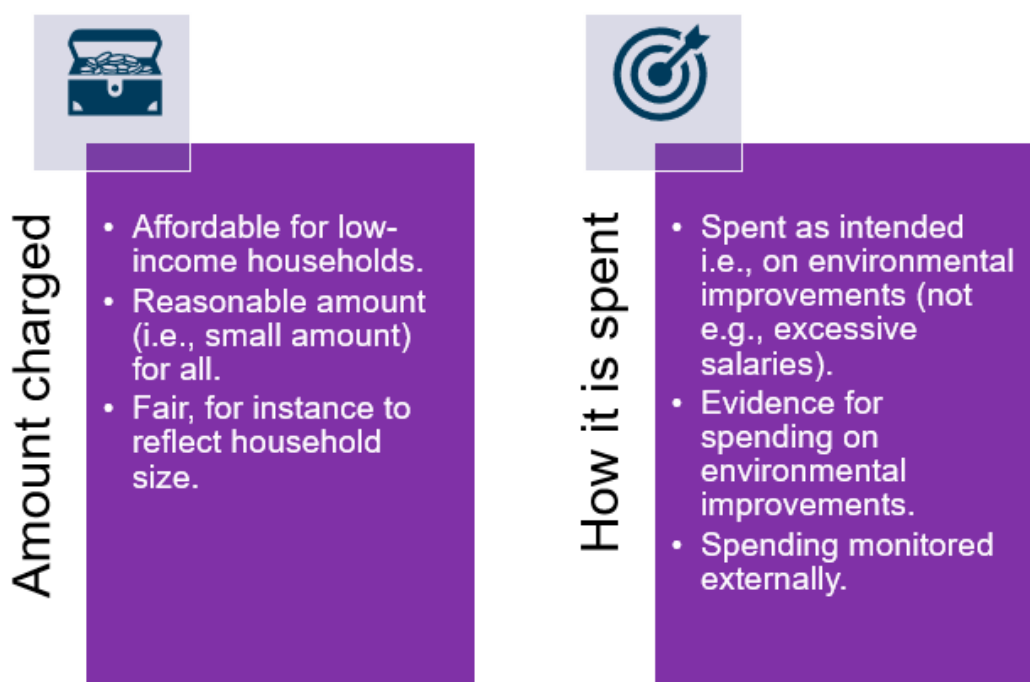 Amount charged
• Affordable for low-
income households.
• Reasonable amount
(i.e., small amount)
for all.
• Fair, for instance to
reflect household
size.
How it is spent
• Spent as intended
i.e., on environmental
improvements (not
e.g., excessive
salaries).
• Evidence for
spending on
environmental
improvements.
• Spending monitored
externally.